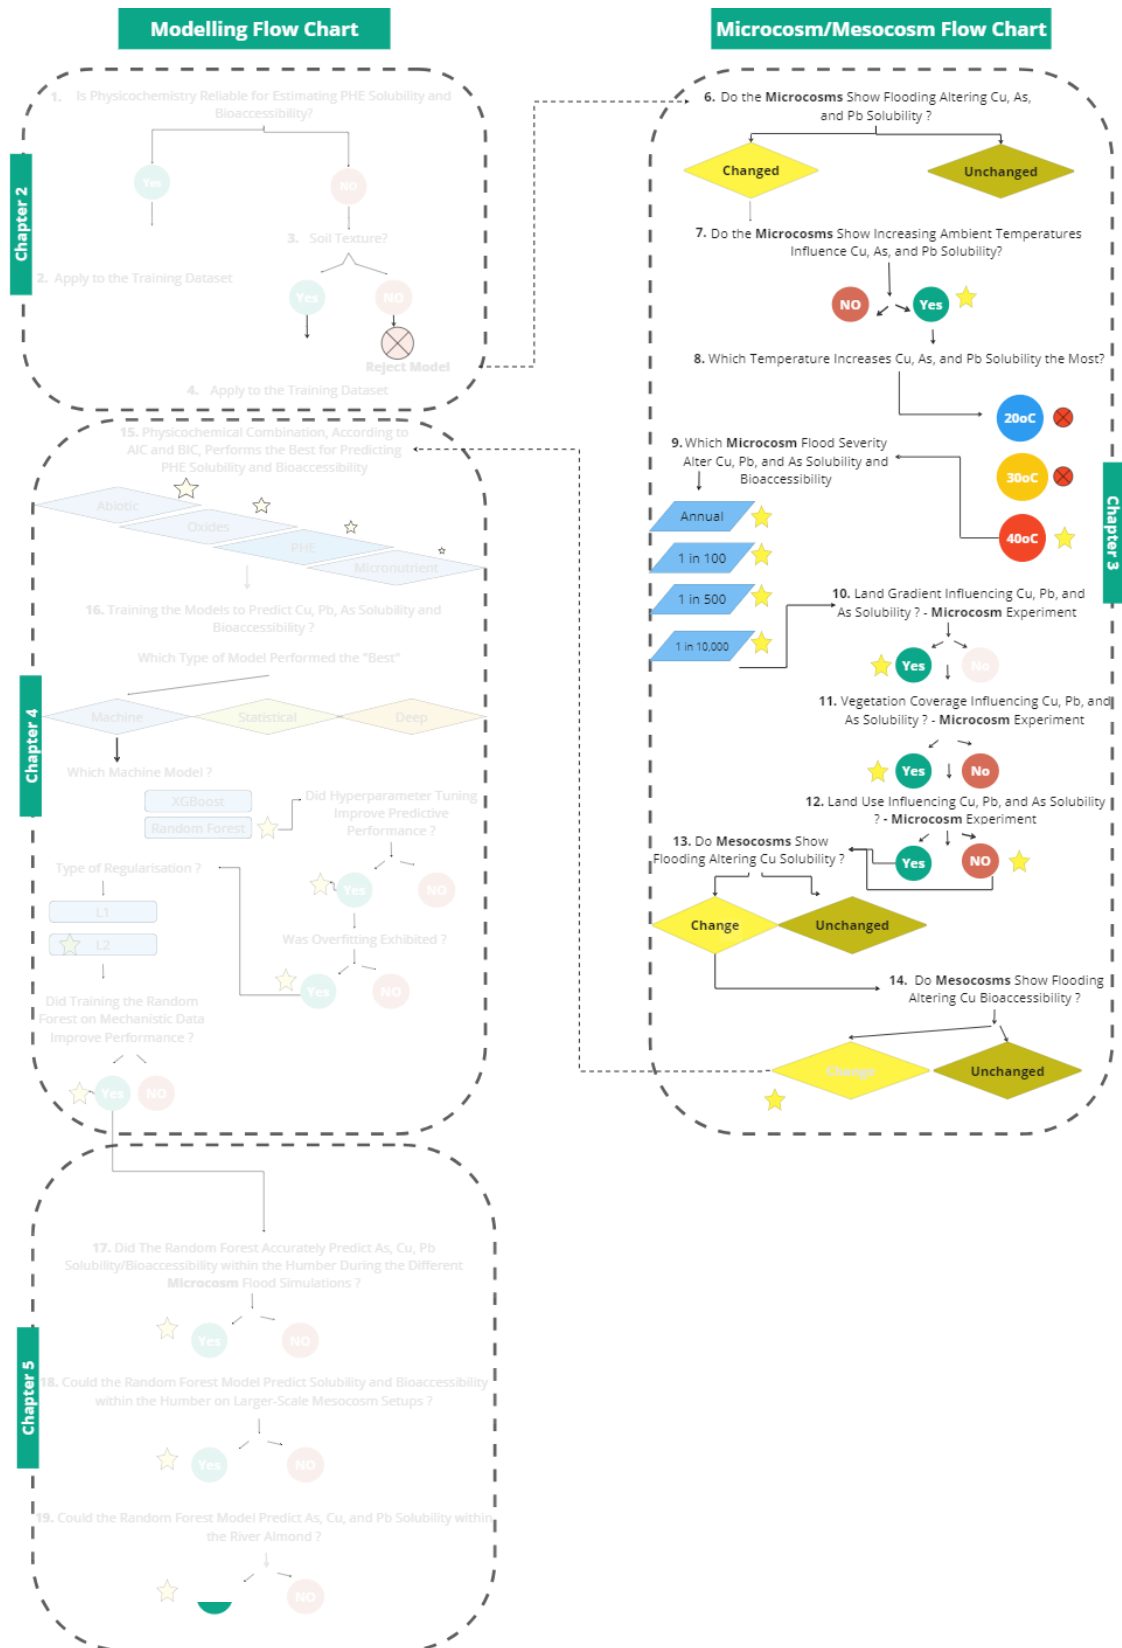 Modelling Flow Chart
Chapter 2
1. Is Physicochemistry Reliable for Estimating PHE Solubility and
Bioaccessibility?
Yes
NO
3. Soil Texture?
2. Apply to the Training Dataset
Yes
NO
Reject Model
4. Apply to the Training Dataset
Chapter 4
15. Physicochemical Combination, According to
AIC and BIC, Performs the Best for Predicting
PHE Solubility and Bioaccessibility
Abiotic
Oxides
PHE
Micronutrient
16. Training the Models to Predict Cu, Pb, As Solubility and
Bioaccessibility ?
Which Type of Model Performed the "Best"
Machine
Statistical
Deep
Which Machine Model ?
XGBoost
Random Forest
Did Hyperparameter Tuning
Improve Predictive
Performance ?
Yes
NO
Type of Regularisation ?
L1
L2
Was Overfitting Exhibited ?
Yes
NO
Did Training the Random
Forest on Mechanistic Data
Improve Performance ?
Yes
NO
Chapter 5
17. Did The Random Forest Accurately Predict As, Cu, Pb
Solubility/Bioaccessibility within the Humber During the Different
Microcosm Flood Simulations ?
Yes
NO
18. Could the Random Forest Model Predict Solubility and Bioaccessibility
within the Humber on Larger-Scale Mesocosm Setups ?
Yes
NO
19. Could the Random Forest Model Predict As, Cu, and Pb Solubility within
the River Almond ?
NO
Microcosm/Mesocosm Flow Chart
Chapter 3
6. Do the Microcosms Show Flooding Altering Cu, As,
and Pb Solubility ?
Changed
Unchanged
7. Do the Microcosms Show Increasing Ambient Temperatures
Influence Cu, As, and Pb Solubility?
NO
Yes
8. Which Temperature Increases Cu, As, and Pb Solubility the Most?
20oC
30oC
40oC
9. Which Microcosm Flood Severity
Alter Cu, Pb, and As Solubility and
Bioaccessibility
Annual
1 in 100
1 in 500
1 in 10.000
10. Land Gradient Influencing Cu, Pb, and
As Solubility ? - Microcosm Experiment
Yes
No
11. Vegetation Coverage Influencing Cu, Pb, and
As Solubility ? - Microcosm Experiment
Yes
No
12. Land Use Influencing Cu, Pb, and As Solubility
? - Microcosm Experiment
Yes
NO
13. Do Mesocosms Show
Flooding Altering Cu Solubility ?
Change
Unchanged
14. Do Mesocosms Show Flooding
Altering Cu Bioaccessibility ?
Change
Unchanged